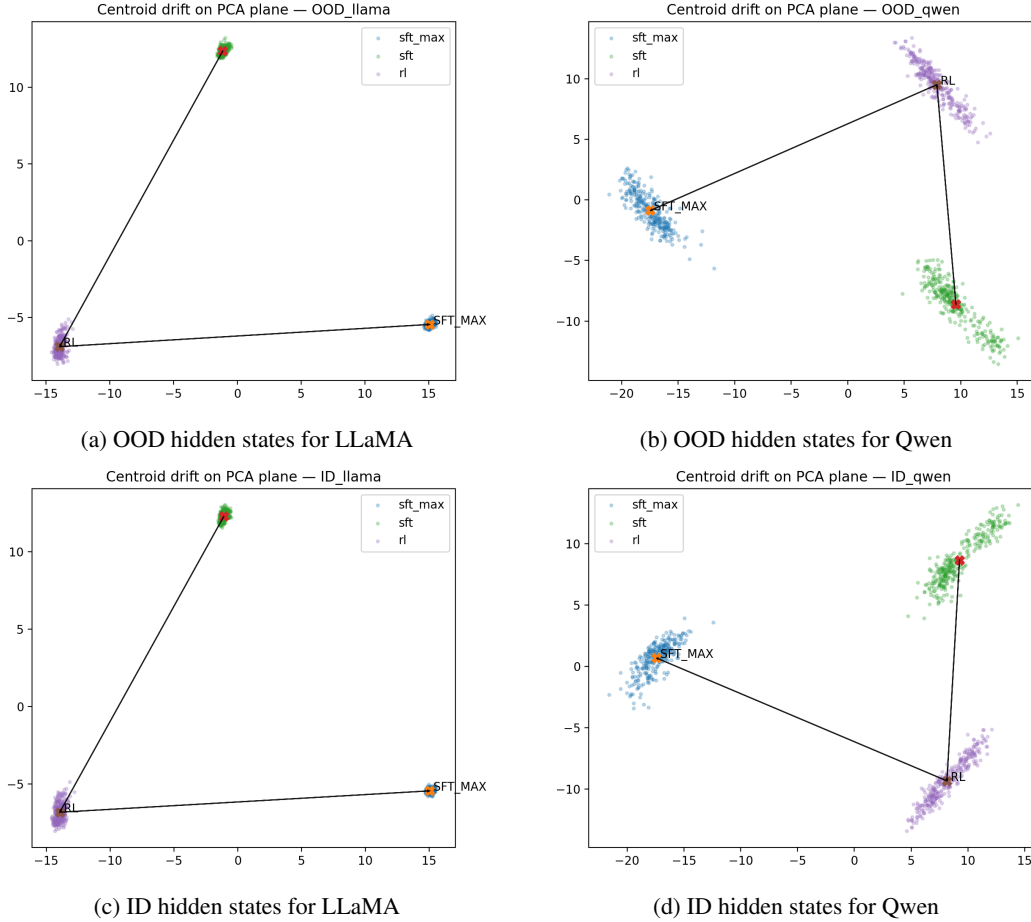 Centroid drift on PCA plane — OOD_llama
sft_max
sft
rl
10
5
0
−5
RL
SFT_MAX
−15
−10
−5
0
5
10
15
(a) OOD hidden states for LLaMA
Centroid drift on PCA plane — OOD_qwen
sft_max
sft
rl
10
5
0
−5
−10
RL
SFT_MAX
−20
−15
−10
−5
0
5
10
15
(b) OOD hidden states for Qwen
Centroid drift on PCA plane — ID_llama
sft_max
sft
rl
10
5
0
−5
RL
SFT_MAX
−15
−10
−5
0
5
10
15
(c) ID hidden states for LLaMA
Centroid drift on PCA plane — ID_qwen
sft_max
sft
rl
10
5
0
−5
−10
SFT_MAX
RL
−20
−15
−10
−5
0
5
10
15
(d) ID hidden states for Qwen